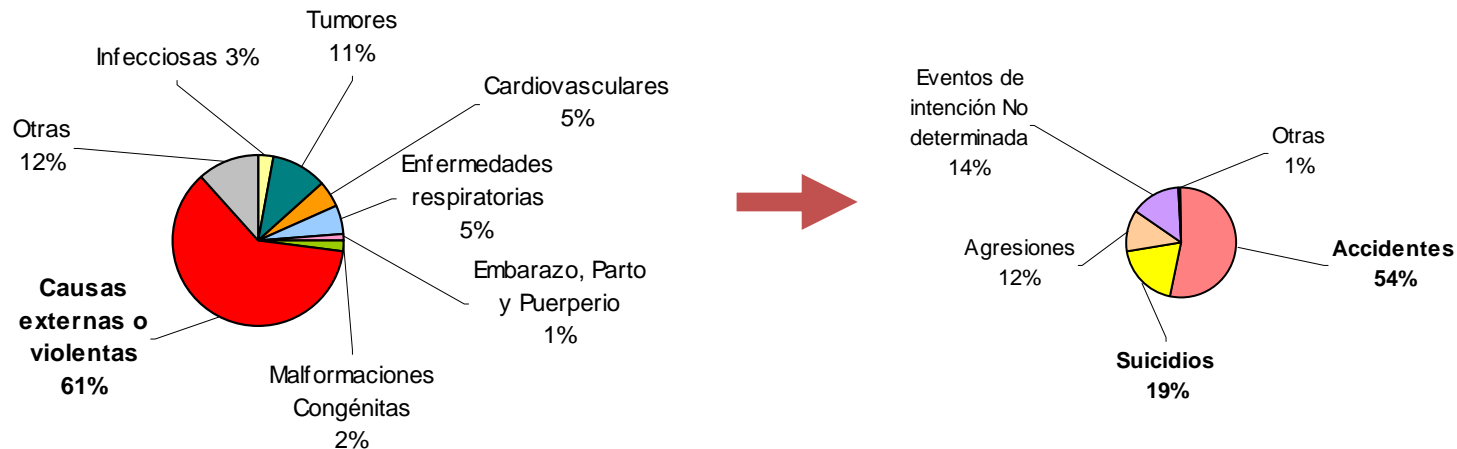 Tumores
11%
Infecciosas 3%
Cardiovasculares
5%
Otras
12%
Enfermedades
respiratorias
5%
Embarazo, Parto
y Puerperio
1%
Causas
externas o
violentas
61%
Malformaciones
Congénitas
2%
Eventos de
intención No
determinada
14%
Otras
1%
Agresiones
12%
Accidentes
54%
Suicidios
19%